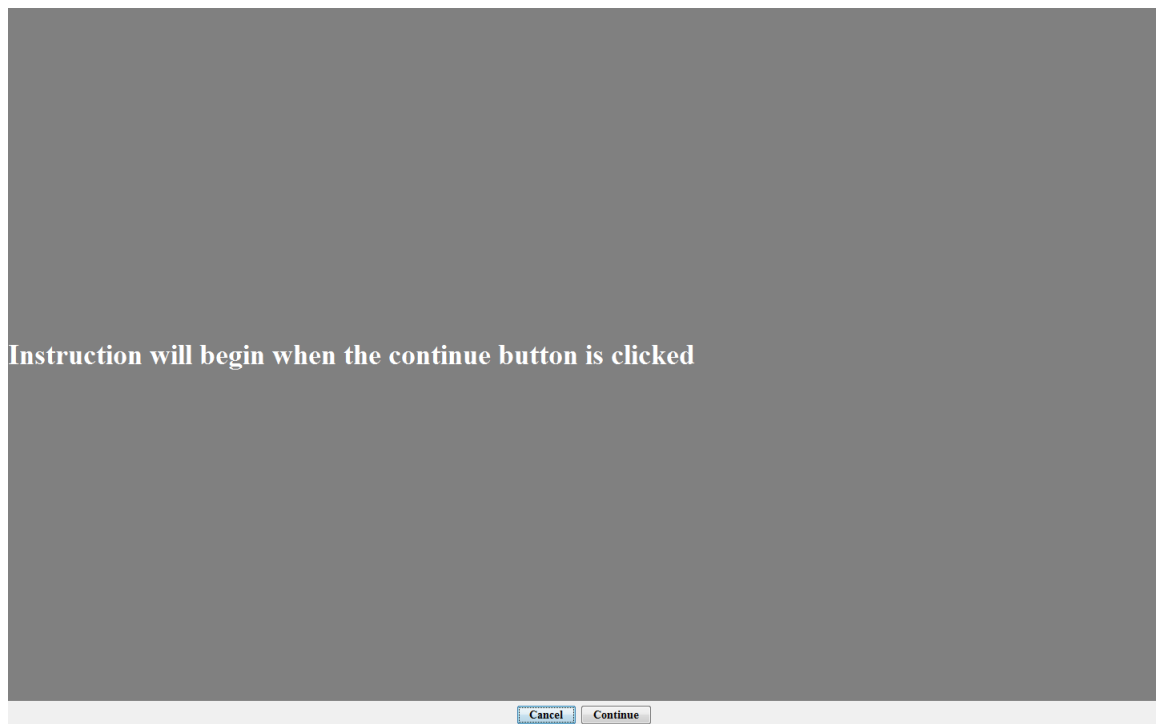 Instruction will begin when the continue button is clicked
Cancel Continue